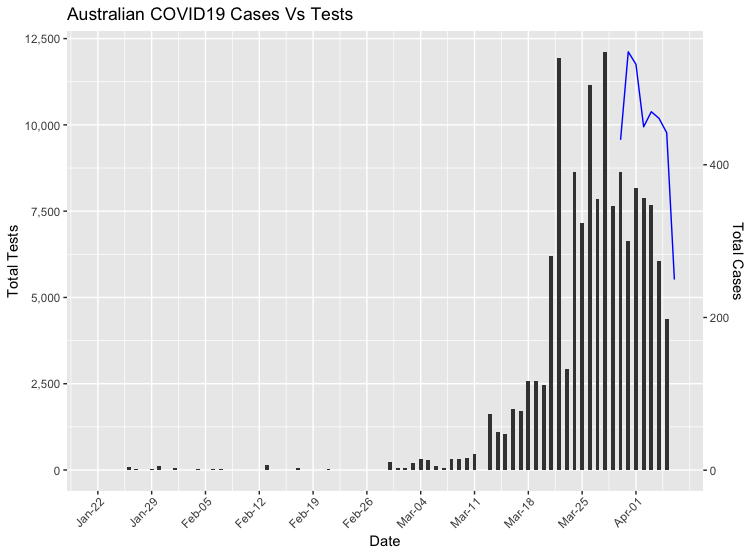 Australian COVID19 Cases Vs Tests
12,500
10,000
7,500
5,000
2,500
0
Total Tests
400
200
0
Total Cases
Jan-22
Jan-29
Feb-05
Feb-12
Feb-19
Feb-26
Mar-04
Mar-11
Mar-18
Mar-25
Apr-01
Date